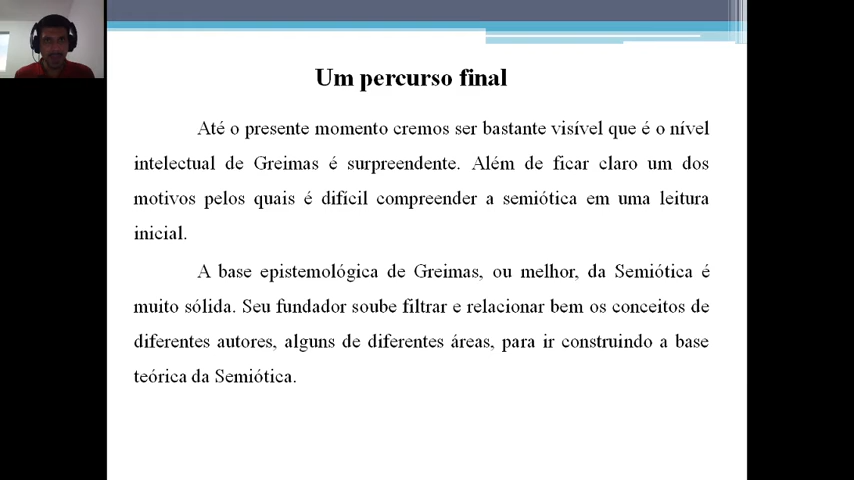 Um percurso final
Até o presente momento cremos ser bastante visível que é o nível
intelectual de Greimas é surpreendente. Além de ficar claro um dos
motivos pelos quais é difícil compreender a semiótica em uma leitura
inicial.
A base epistemológica de Greimas, ou melhor, da Semiótica é
muito sólida. Seu fundador soube filtrar e relacionar bem os conceitos de
diferentes autores, alguns de diferentes áreas, para ir construindo a base
teórica da Semiótica.